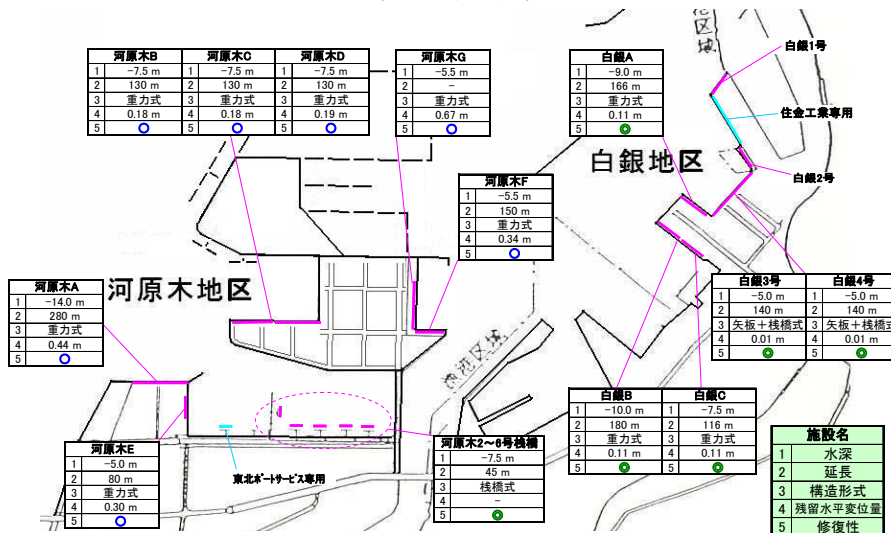 河原木B
1 -7.5 m
2 130 m
3 重力式
4 0.18 m
5 ○
河原木C
1 -7.5 m
2 130 m
3 重力式
4 0.18 m
5 ○
河原木D
1 -7.5 m
2 130 m
3 重力式
4 0.19 m
5 ○
河原木G
1 -5.5 m
2 -
3 重力式
4 0.67 m
5 ○
白銀A
1 -9.0 m
2 166 m
3 重力式
4 0.11 m
5 ◎
港区域
白銀1号
住金工業専用
白銀2号
白銀地区
河原木F
1 -5.5 m
2 150 m
3 重力式
4 0.34 m
5 ○
河原木地区
河原木A
1 -14.0 m
2 280 m
3 重力式
4 0.44 m
5 ○
白銀3号
1 -5.0 m
2 140 m
3 矢板+桟橋式
4 0.01 m
5 ◎
白銀4号
1 -5.0 m
2 140 m
3 矢板+桟橋式
4 0.01 m
5 ◎
漁港区域
白銀B
1 -10.0 m
2 180 m
3 重力式
4 0.11 m
5 ◎
白銀C
1 -7.5 m
2 116 m
3 重力式
4 0.11 m
5 ◎
河原木E
1 -5.0 m
2 80 m
3 重力式
4 0.30 m
5 ○
東北ポートサービス専用
河原木2~6号桟橋
1 -7.5 m
2 45 m
3 桟橋式
4 -
5 ◎
施設名
1 水深
2 延長
3 構造形式
4 残留水平変位量
5 修復性